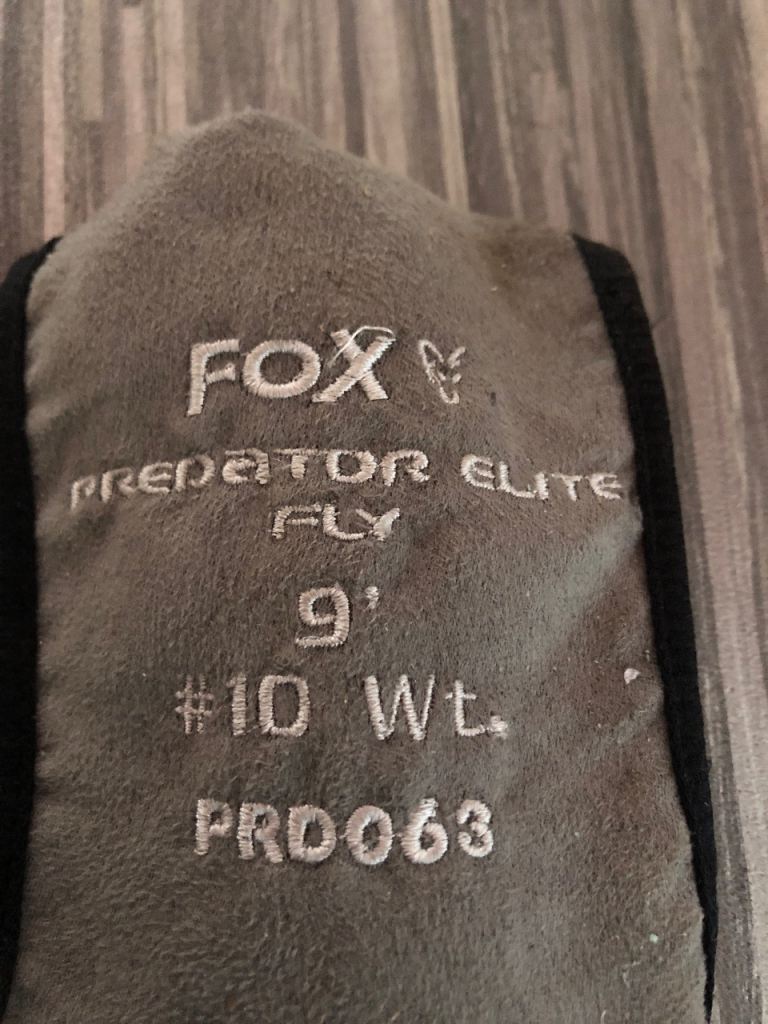 FOX
PREDATOR ELITE
FLY
9'
#10 Wt.
PRD063